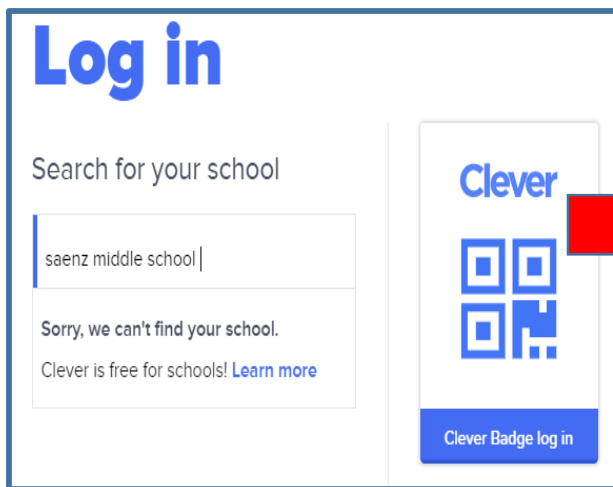 Log in
Search for your school
saenz middle school
Sorry, we can't find your school.
Clever is free for schools! Learn more
Clever
Clever Badge log in